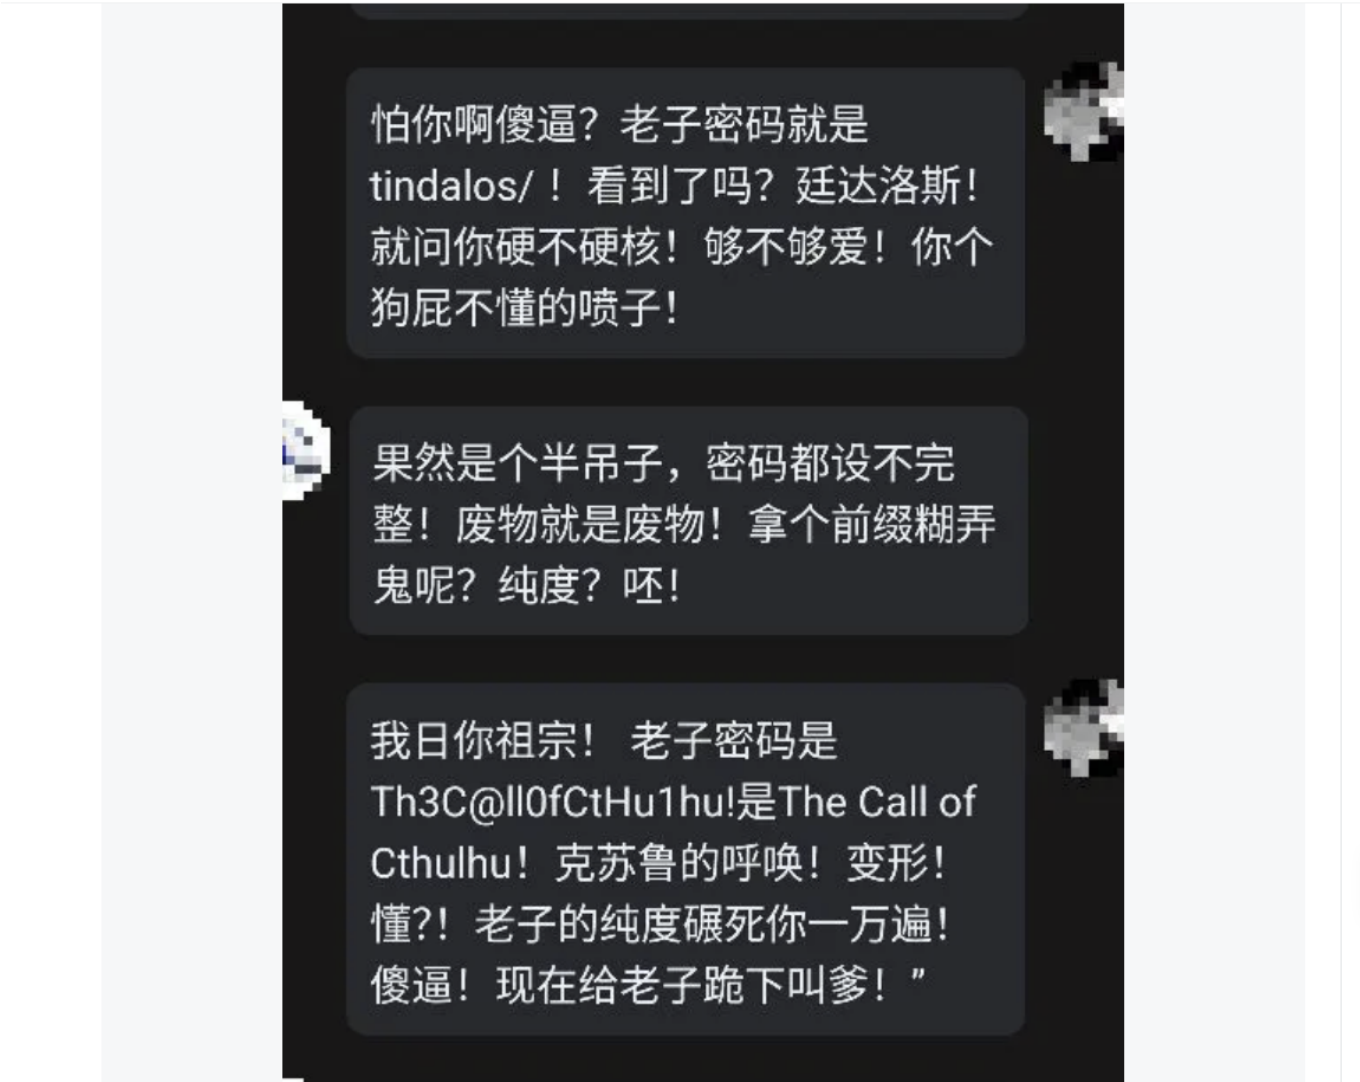 怕你啊傻逼？老子密码就是
tindalos/ ！看到了吗？廷达洛斯！
就问你硬不硬核！够不够爱！你个
狗屁不懂的喷子！
果然是个半吊子，密码都设不完
整！废物就是废物！拿个前缀糊弄
鬼呢？纯度？呸！
我日你祖宗！ 老子密码是
Th3C@ll0fCtHu1hu!是The Call of
Cthulhu！克苏鲁的呼唤！变形！
懂?！老子的纯度碾死你一万遍！
傻逼！现在给老子跪下叫爹！”